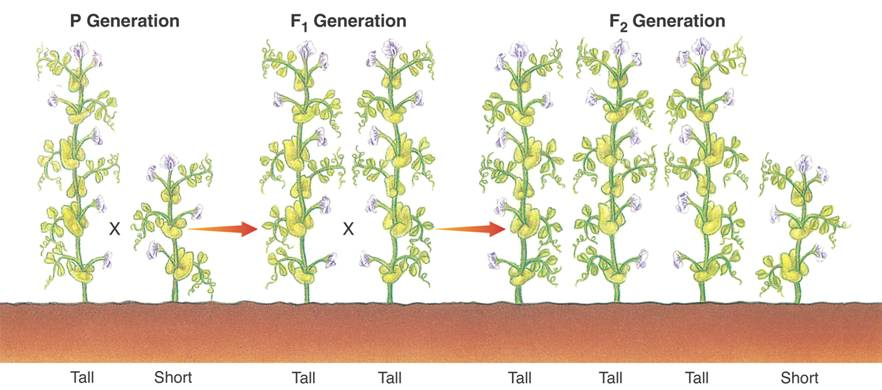 P Generation F₁ Generation F₂ Generation
X X
Tall Short Tall Tall Tall Tall Tall Short